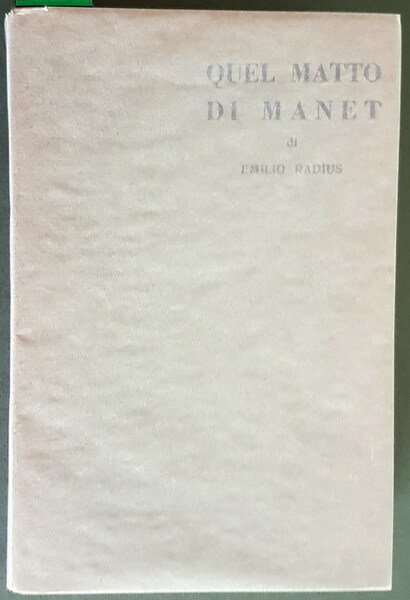 QUEL MATTO
DI MANET
di
EMILIO RADIUS